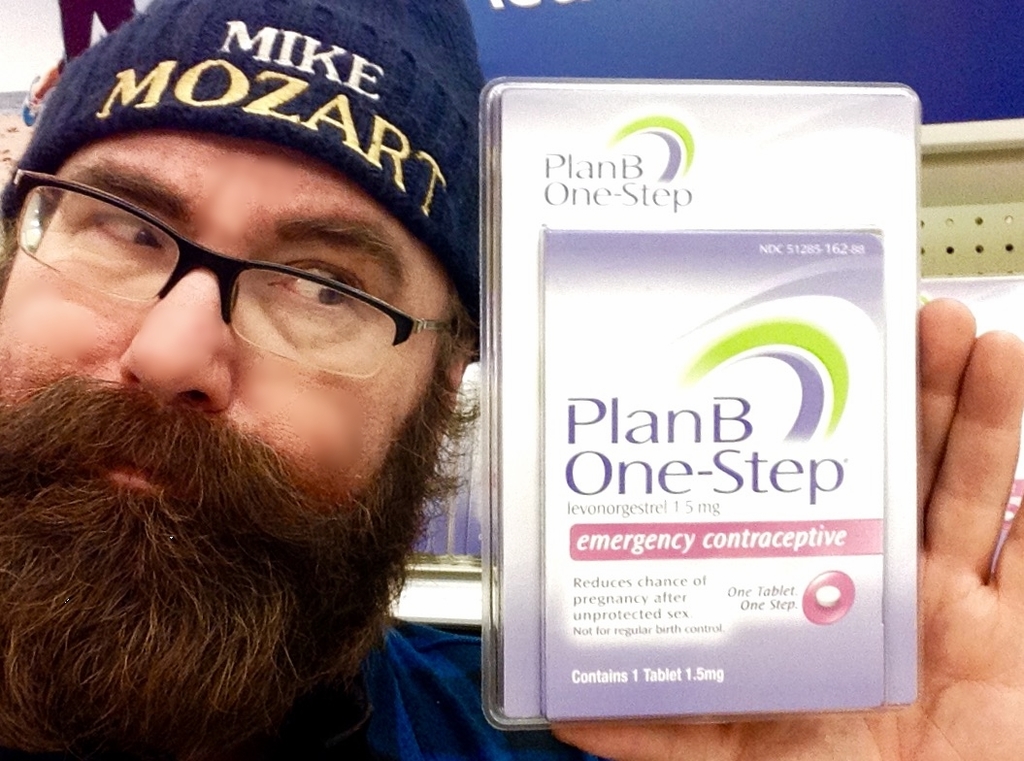 MIKE
MOZART
PlanB
One-Step
NDC 51285-162-88
PlanB
One-Step
levonorgestrel 1.5 mg
emergency contraceptive
Reduces chance of
pregnancy after
unprotected sex.
Not for regular birth control.
One Tablet.
One Step.
Contains 1 Tablet 1.5mg